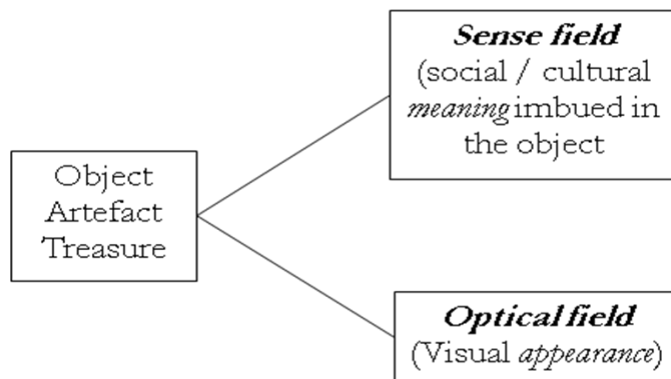 Object
Artefact
Treasure
Sense field
(social / cultural
meaning imbued in
the object
Optical field
(Visual appearance)